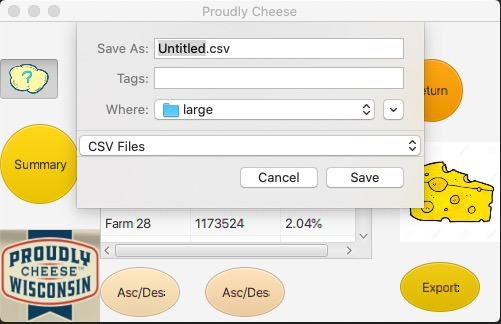 Proudly Cheese
Save As: Untitled.csv
Tags:
Where: large
CSV Files
Cancel Save
?
Summary
eturn
Farm 28 1173524 2.04%
PROUDLY
CHEESE™
WISCONSIN
Asc/Des Asc/Des
Export